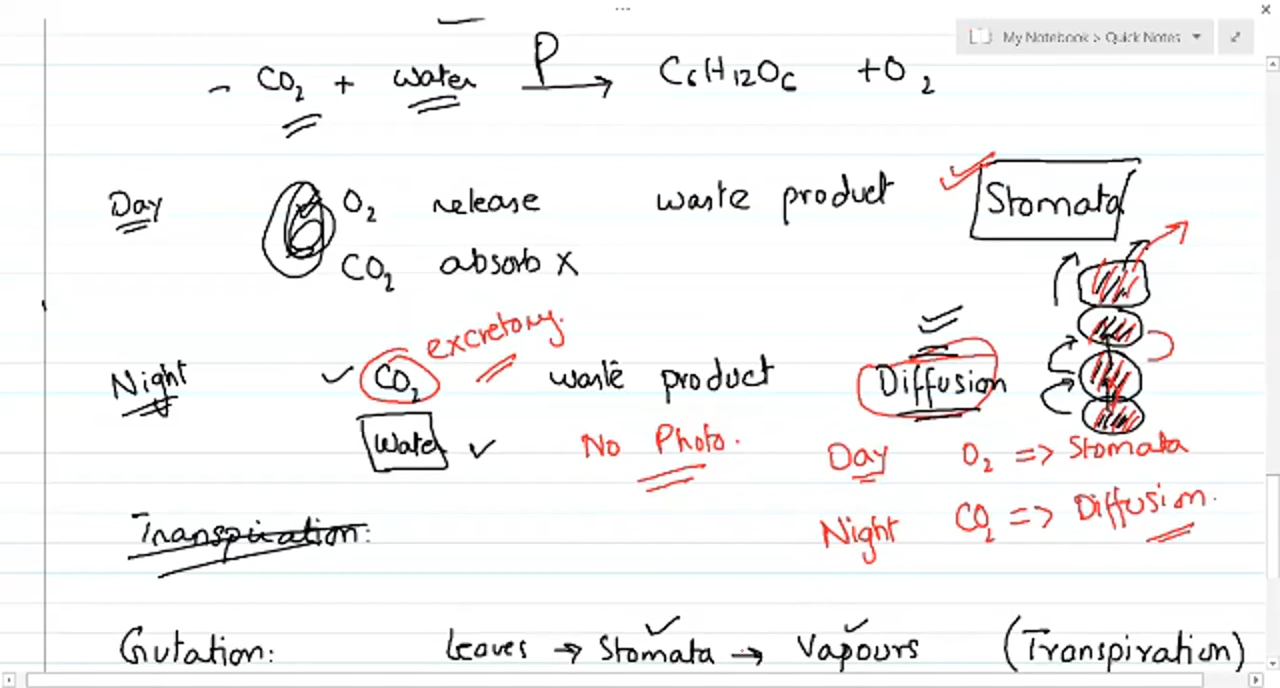 My Notebook > Quick Notes
CO2 + water P → C6H12O6 + O2
Day O2 release waste product Stomata
CO2 absorb X
excretory.
Night CO2 waste product Diffusion
Water No Photo. Day O2 => Stomata
Night CO2 => Diffusion.
Transpiration:
Gutation: leaves → Stomata → Vapours (Transpiration)